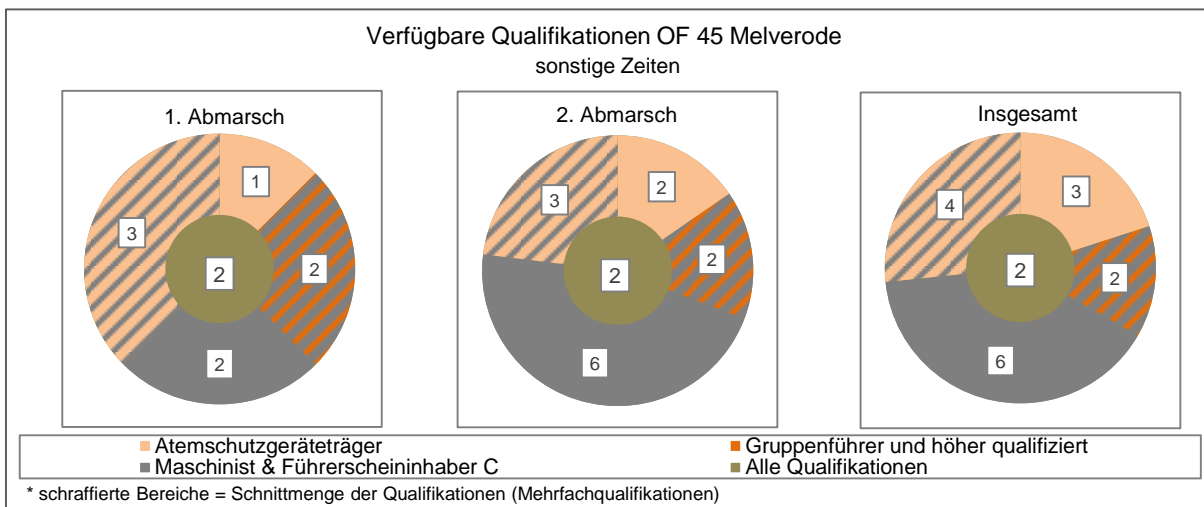 Verfügbare Qualifikationen OF 45 Melverode
sonstige Zeiten
1. Abmarsch
1
3
2
2
2
2. Abmarsch
2
3
2
2
6
Insgesamt
3
4
2
2
6
Atemschutzgeräteträger
Gruppenführer und höher qualifiziert
Maschinist & Führerscheininhaber C
Alle Qualifikationen
* schraffierte Bereiche = Schnittmenge der Qualifikationen (Mehrfachqualifikationen)